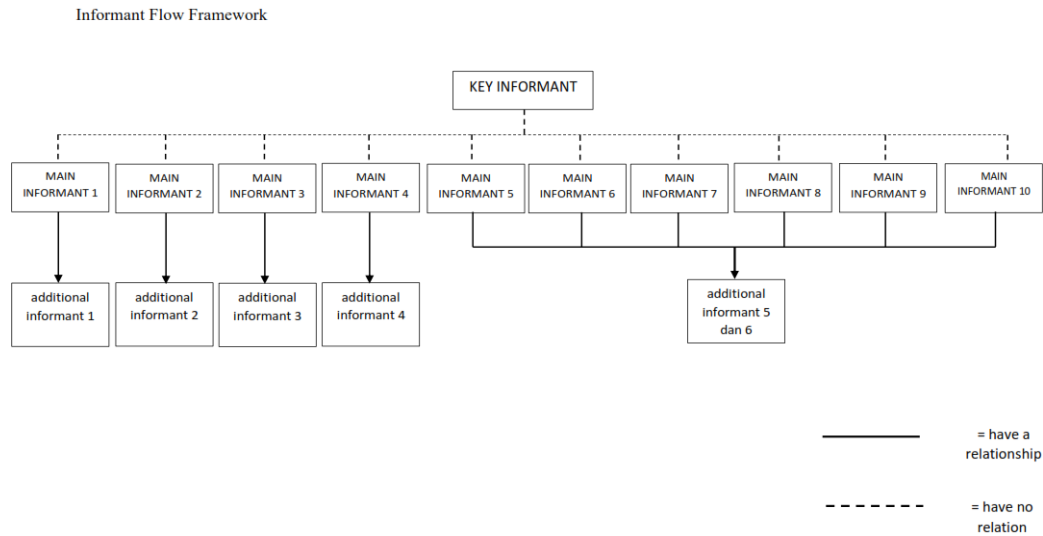 Informant Flow Framework
KEY INFORMANT
MAIN
INFORMANT 1
MAIN
INFORMANT 2
MAIN
INFORMANT 3
MAIN
INFORMANT 4
MAIN
INFORMANT 5
MAIN
INFORMANT 6
MAIN
INFORMANT 7
MAIN
INFORMANT 8
MAIN
INFORMANT 9
MAIN
INFORMANT 10
additional
informant 1
additional
informant 2
additional
informant 3
additional
informant 4
additional
informant 5
dan 6
= have a
relationship
= have no
relation